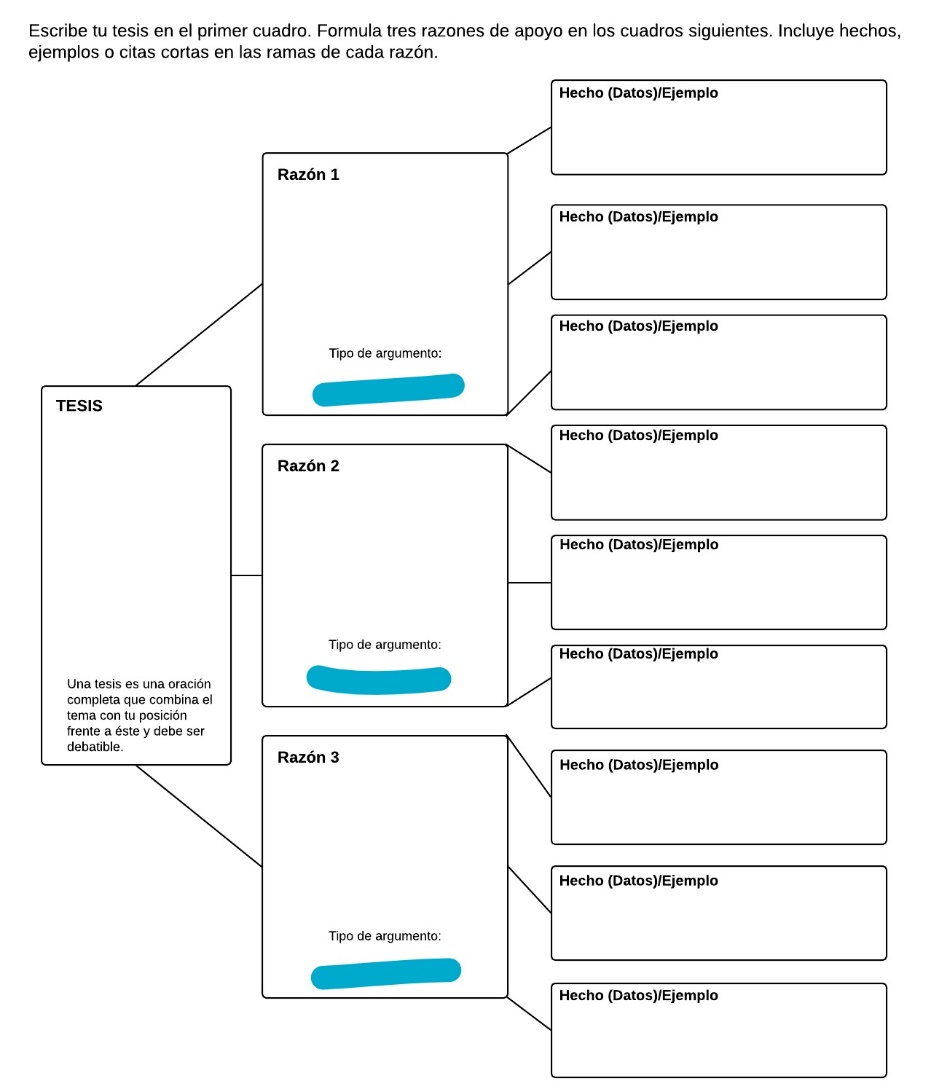 Escribe tu tesis en el primer cuadro. Formula tres razones de apoyo en los cuadros siguientes. Incluye hechos,
ejemplos o citas cortas en las ramas de cada razón.
TESIS
Una tesis es una oración
completa que combina el
tema con tu posición
frente a éste y debe ser
debatible.
Razón 1
Tipo de argumento:
Hecho (Datos)/Ejemplo
Hecho (Datos)/Ejemplo
Hecho (Datos)/Ejemplo
Razón 2
Tipo de argumento:
Hecho (Datos)/Ejemplo
Hecho (Datos)/Ejemplo
Hecho (Datos)/Ejemplo
Razón 3
Tipo de argumento:
Hecho (Datos)/Ejemplo
Hecho (Datos)/Ejemplo
Hecho (Datos)/Ejemplo